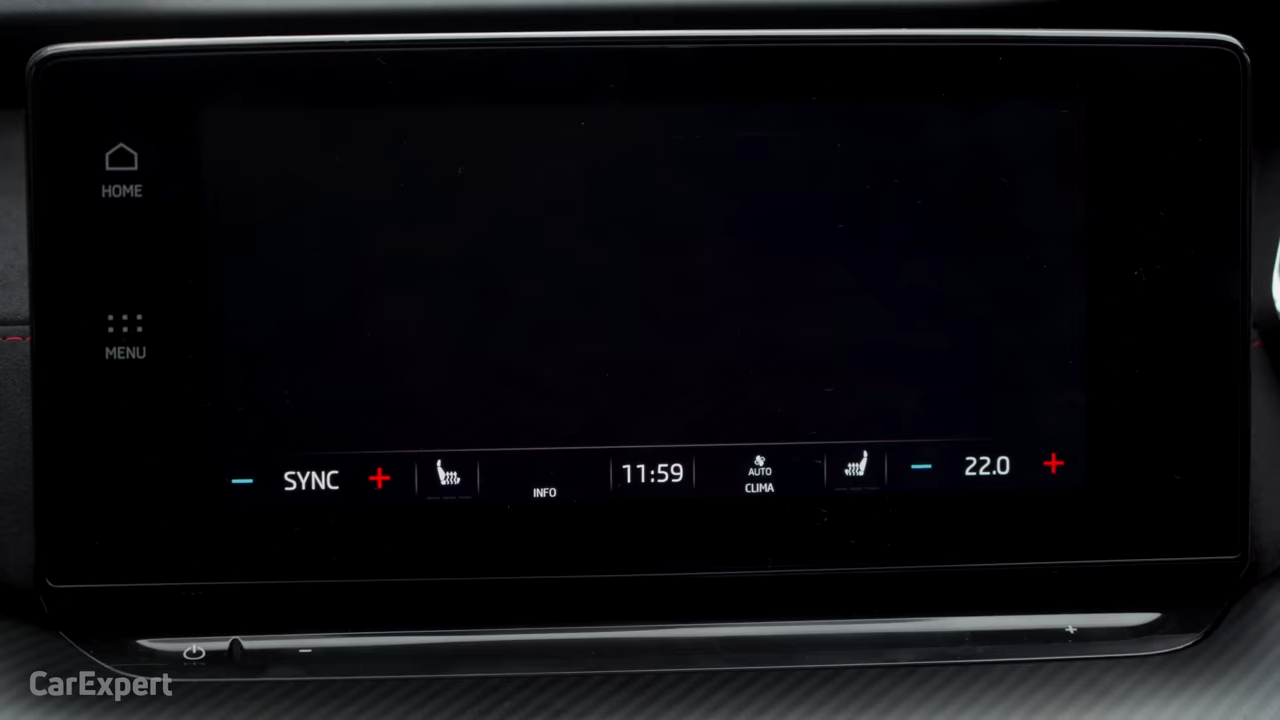 HOME
MENU
SYNC
INFO
11:59
AUTO
CLIMA
22.0
CarExpert